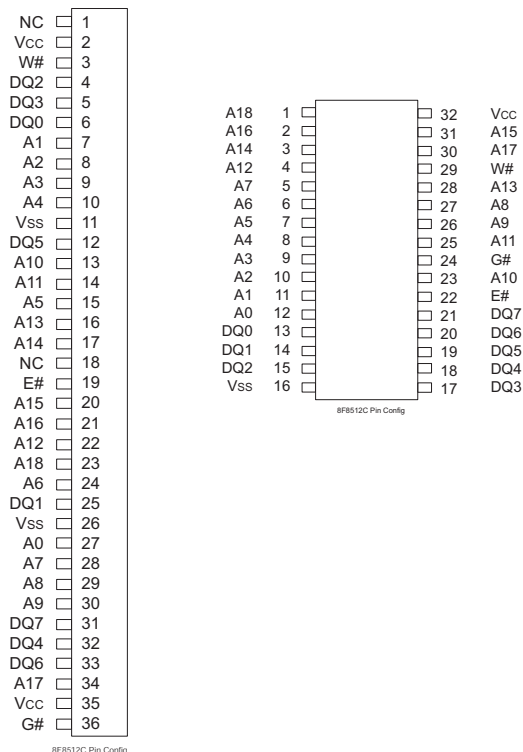 NC 1
Vcc 2
W# 3
DQ2 4
DQ3 5
DQ0 6
A1 7
A2 8
A3 9
A4 10
Vss 11
DQ5 12
A10 13
A11 14
A5 15
A13 16
A14 17
NC 18
E# 19
A15 20
A16 21
A12 22
A18 23
A6 24
DQ1 25
Vss 26
A0 27
A7 28
A8 29
A9 30
DQ7 31
DQ4 32
DQ6 33
A17 34
Vcc 35
G# 36
8F8512C Pin Config
A18 1 32 Vcc
A16 2 31 A15
A14 3 30 A17
A12 4 29 W#
A7 5 28 A13
A6 6 27 A8
A5 7 26 A9
A4 8 25 A11
A3 9 24 G#
A2 10 23 A10
A1 11 22 E#
A0 12 21 DQ7
DQ0 13 20 DQ6
DQ1 14 19 DQ5
DQ2 15 18 DQ4
Vss 16 17 DQ3
8F8512C Pin Config